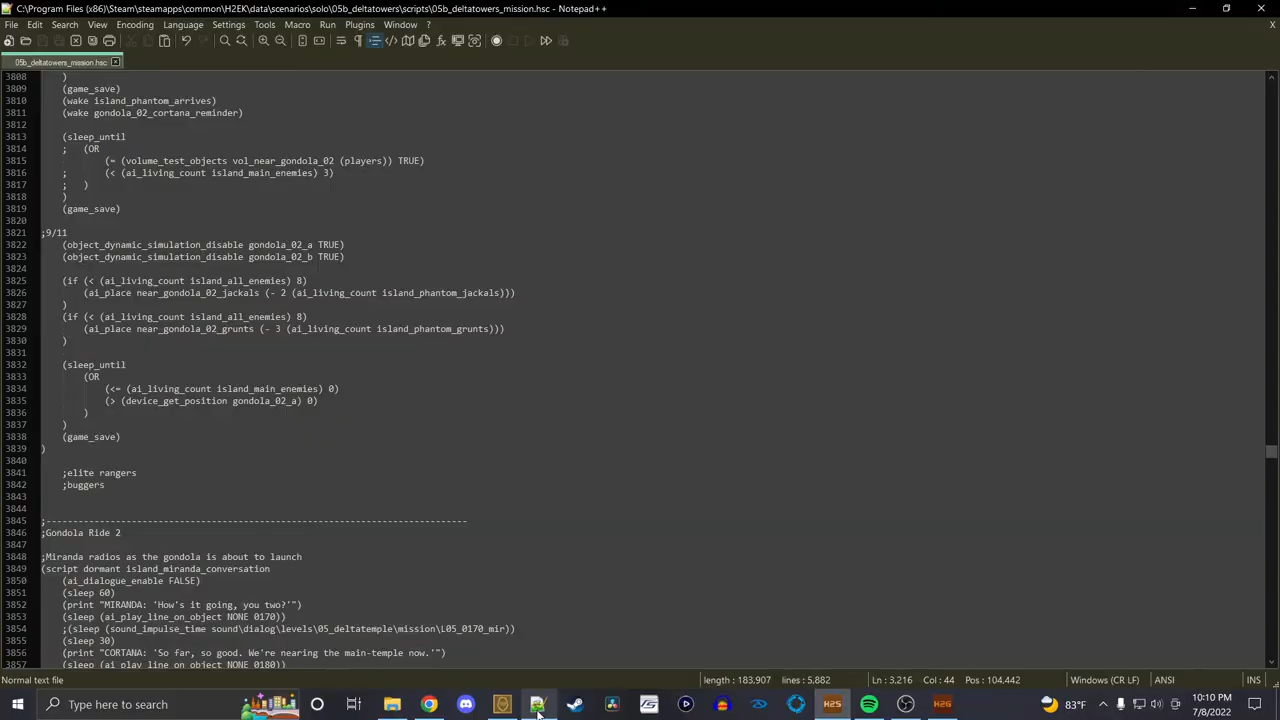 C:\Program Files (x86)\Steam\steamapps\common\H2EK\data\scenarios\solo\05b_deltatowers\scripts\05b_deltatowers_mission.hsc - Notepad++
File Edit Search View Encoding Language Settings Tools Macro Run Plugins Window ?
X
05b_deltatowers_mission.hsc
3808 )
3809 (game_save)
3810 (wake island_phantom_arrives)
3811 (wake gondola_02_cortana_reminder)
3812
3813 (sleep_until
3814 ; (OR
3815 (= (volume_test_objects vol_near_gondola_02 (players)) TRUE)
3816 ; (< (ai_living_count island_main_enemies) 3)
3817 ; )
3818 )
3819 (game_save)
3820
3821 ;9/11
3822 (object_dynamic_simulation_disable gondola_02_a TRUE)
3823 (object_dynamic_simulation_disable gondola_02_b TRUE)
3824
3825 (if (< (ai_living_count island_all_enemies) 8)
3826 (ai_place near_gondola_02_jackals (- 2 (ai_living_count island_phantom_jackals)))
3827 )
3828 (if (< (ai_living_count island_all_enemies) 8)
3829 (ai_place near_gondola_02_grunts (- 3 (ai_living_count island_phantom_grunts)))
3830 )
3831
3832 (sleep_until
3833 (OR
3834 (<= (ai_living_count island_main_enemies) 0)
3835 (> (device_get_position gondola_02_a) 0)
3836 )
3837 )
3838 (game_save)
3839 )
3840
3841 ;elite rangers
3842 ;buggers
3843
3844
3845 ;-------------------------------------------------------------------------------
3846 ;Gondola Ride 2
3847
3848 ;Miranda radios as the gondola is about to launch
3849 (script dormant island_miranda_conversation
3850 (ai_dialogue_enable FALSE)
3851 (sleep 60)
3852 (print "MIRANDA: 'How's it going, you two?'")
3853 (sleep (ai_play_line_on_object NONE 0170))
3854 ;(sleep (sound_impulse_time sound\dialog\levels\05_deltatemple\mission\L05_0170_mir))
3855 (sleep 30)
3856 (print "CORTANA: 'So far, so good. We're nearing the main-temple now.'")
3857 (sleep (ai_play_line_on_object NONE 0180))
Normal text file length : 183,907 lines : 5,882 Ln : 3,216 Col : 44 Pos : 104,442 Windows (CR LF) ANSI INS
Type here to search
H2S
H2G
83°F
10:10 PM
7/8/2022